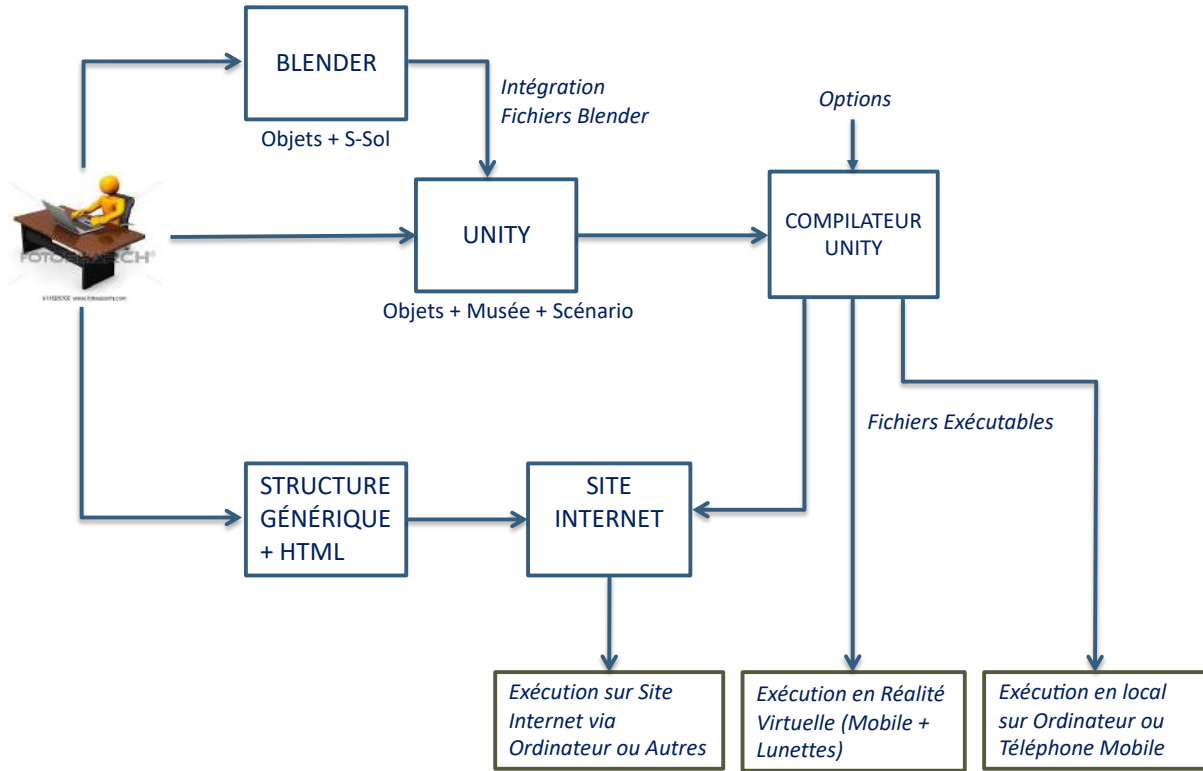 BLENDER
Intégration
Fichiers Blender
Options
Objets + S-Sol
UNITY
COMPILATEUR
UNITY
FOTOSEARCH
Objets + Musée + Scénario
Fichiers Exécutables
STRUCTURE
GÉNÉRIQUE
+ HTML
SITE
INTERNET
Exécution sur Site
Internet via
Ordinateur ou Autres
Exécution en Réalité
Virtuelle (Mobile +
Lunettes)
Exécution en local
sur Ordinateur ou
Téléphone Mobile